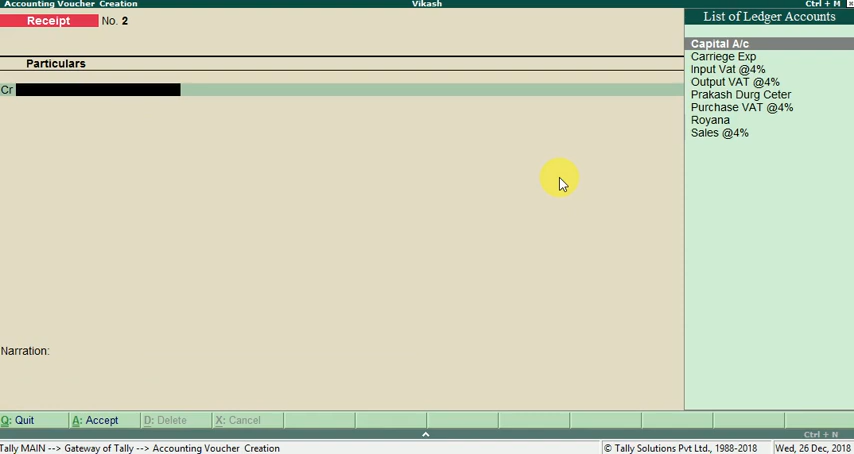 Accounting Voucher Creation Vikash Ctrl + M x
Receipt No. 2
List of Ledger Accounts
Particulars
Cr
Capital A/c
Carriege Exp
Input Vat @4%
Output VAT @4%
Prakash Durg Ceter
Purchase VAT @4%
Royana
Sales @4%
Narration:
Q: Quit A: Accept D: Delete X: Cancel
Ctrl + N
Tally MAIN --> Gateway of Tally --> Accounting Voucher Creation © Tally Solutions Pvt Ltd., 1988-2018 Wed, 26 Dec, 2018